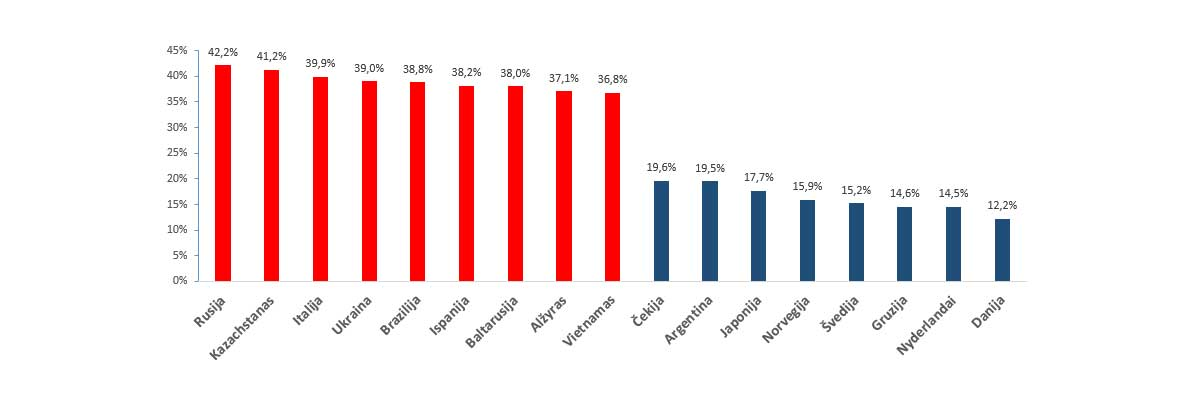 45%
40%
35%
30%
25%
20%
15%
10%
5%
0%
42,2%
41,2%
39,9%
39,0%
38,8%
38,2%
38,0%
37,1%
36,8%
19,6%
19,5%
17,7%
15,9%
15,2%
14,6%
14,5%
12,2%
Rusija
Kazachstanas
Italija
Ukraina
Brazilija
Ispanija
Baltarusija
Alžyras
Vietnamas
Čekija
Argentina
Japonija
Norvegija
Švedija
Gruzija
Nyderlandai
Danija